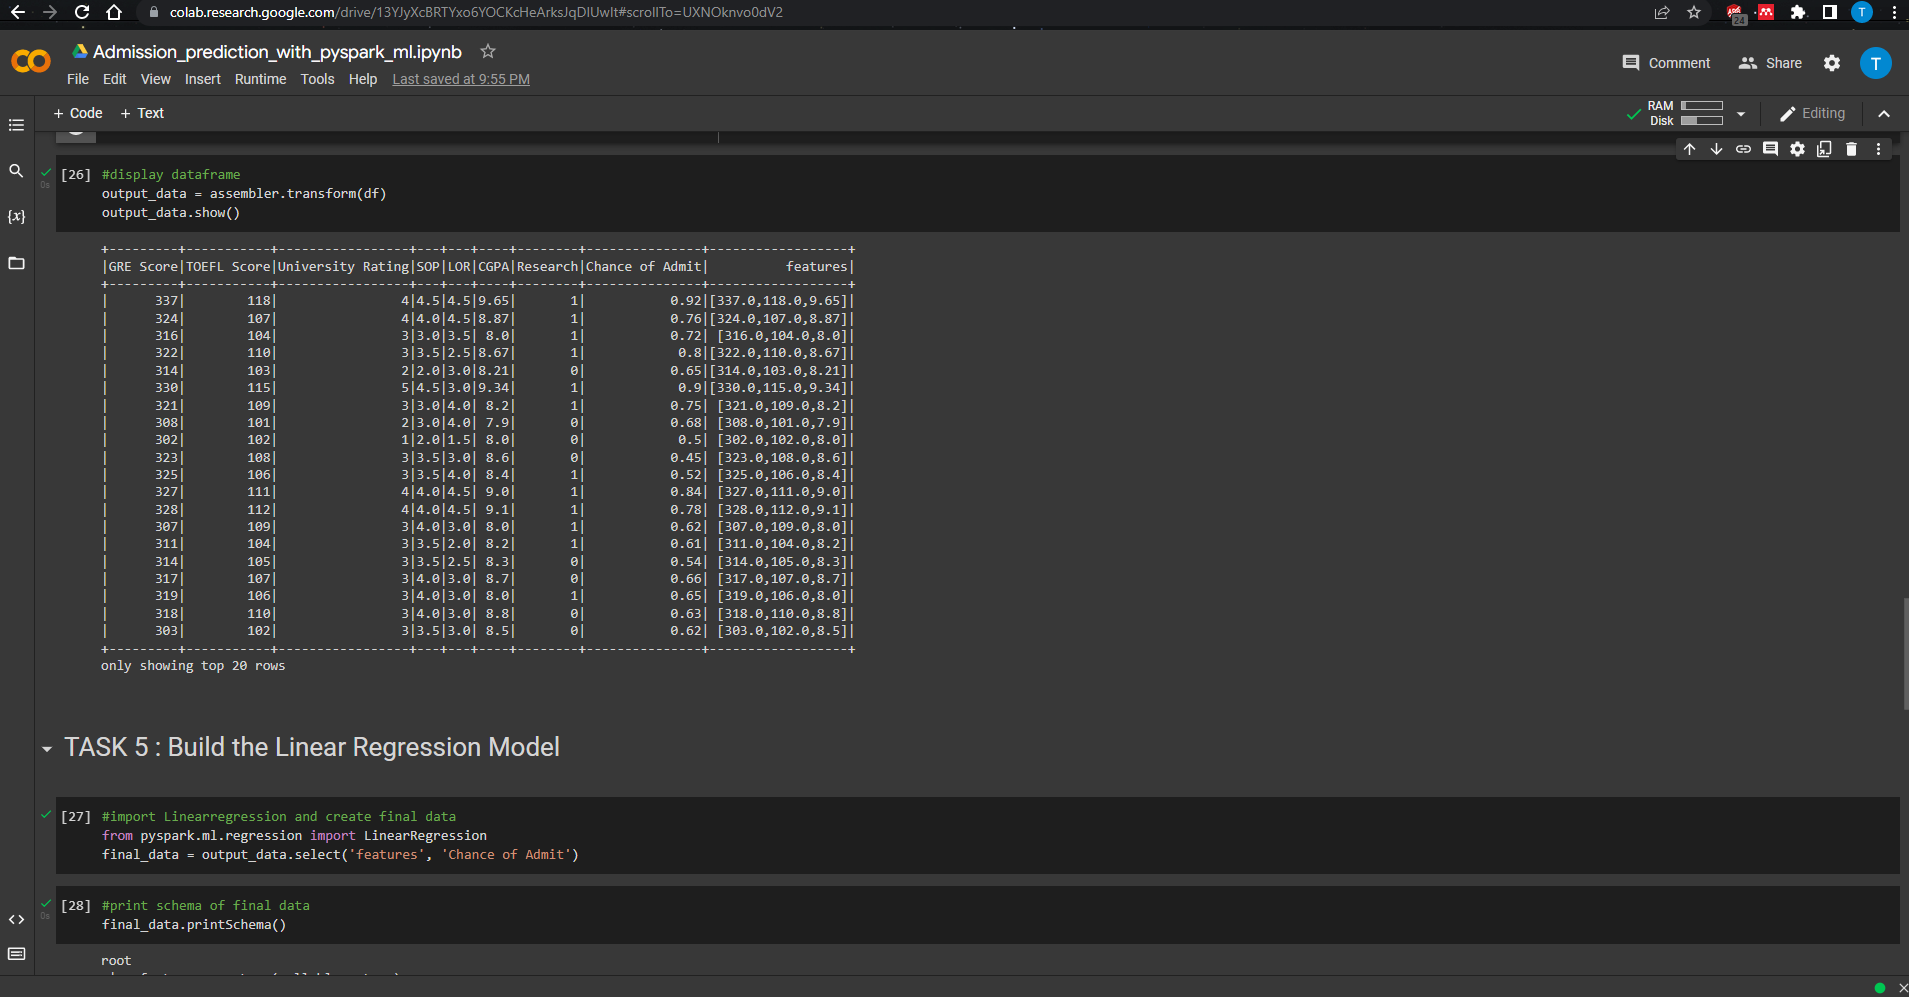 colab.research.google.com/drive/13YJyXcBRTYxo6YOCKcHeArksJqDIUwIt#scrollTo=UXNOknvo0dV2
24
T
CO
Admission_prediction_with_pyspark_ml.ipynb
File Edit View Insert Runtime Tools Help Last saved at 9:55 PM
Comment Share T
+ Code + Text
RAM
Disk
Editing
[26] #display dataframe
0s
output_data = assembler.transform(df)
output_data.show()
{x}
+---------+-----------+-----------------+---+---+----+--------+---------------+------------------+
|GRE Score|TOEFL Score|University Rating|SOP|LOR|CGPA|Research|Chance of Admit|          features|
+---------+-----------+-----------------+---+---+----+--------+---------------+------------------+
|      337|        118|                4|4.5|4.5|9.65|       1|           0.92|[337.0,118.0,9.65]|
|      324|        107|                4|4.0|4.5|8.87|       1|           0.76|[324.0,107.0,8.87]|
|      316|        104|                3|3.0|3.5| 8.0|       1|           0.72| [316.0,104.0,8.0]|
|      322|        110|                3|3.5|2.5|8.67|       1|            0.8|[322.0,110.0,8.67]|
|      314|        103|                2|2.0|3.0|8.21|       0|           0.65|[314.0,103.0,8.21]|
|      330|        115|                5|4.5|3.0|9.34|       1|            0.9|[330.0,115.0,9.34]|
|      321|        109|                3|3.0|4.0| 8.2|       1|           0.75| [321.0,109.0,8.2]|
|      308|        101|                2|3.0|4.0| 7.9|       0|           0.68| [308.0,101.0,7.9]|
|      302|        102|                1|2.0|1.5| 8.0|       0|            0.5| [302.0,102.0,8.0]|
|      323|        108|                3|3.5|3.0| 8.6|       0|           0.45| [323.0,108.0,8.6]|
|      325|        106|                3|3.5|4.0| 8.4|       1|           0.52| [325.0,106.0,8.4]|
|      327|        111|                4|4.0|4.5| 9.0|       1|           0.84| [327.0,111.0,9.0]|
|      328|        112|                4|4.0|4.5| 9.1|       1|           0.78| [328.0,112.0,9.1]|
|      307|        109|                3|4.0|3.0| 8.0|       1|           0.62| [307.0,109.0,8.0]|
|      311|        104|                3|3.5|2.0| 8.2|       1|           0.61| [311.0,104.0,8.2]|
|      314|        105|                3|3.5|2.5| 8.3|       0|           0.54| [314.0,105.0,8.3]|
|      317|        107|                3|4.0|3.0| 8.7|       0|           0.66| [317.0,107.0,8.7]|
|      319|        106|                3|4.0|3.0| 8.0|       1|           0.65| [319.0,106.0,8.0]|
|      318|        110|                3|4.0|3.0| 8.8|       0|           0.63| [318.0,110.0,8.8]|
|      303|        102|                3|3.5|3.0| 8.5|       0|           0.62| [303.0,102.0,8.5]|
+---------+-----------+-----------------+---+---+----+--------+---------------+------------------+
only showing top 20 rows
TASK 5 : Build the Linear Regression Model
[27] #import Linearregression and create final data
from pyspark.ml.regression import LinearRegression
final_data = output_data.select('features', 'Chance of Admit')
[28] #print schema of final data
0s
final_data.printSchema()
root